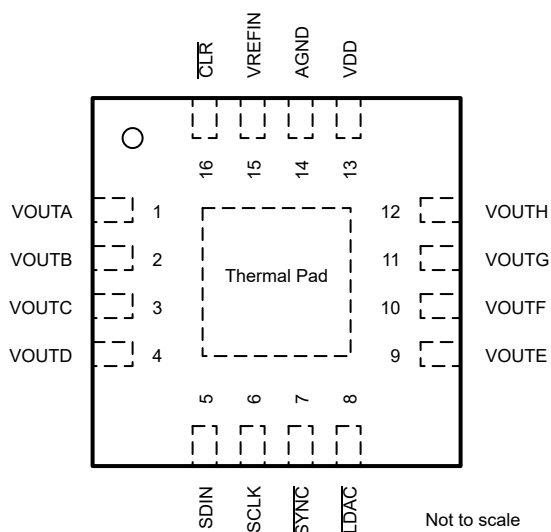 CLR
VREFIN
AGND
VDD
16
15
14
13
VOUTA
1
12
VOUTH
VOUTB
2
11
VOUTG
Thermal Pad
VOUTC
3
10
VOUTF
VOUTD
4
9
VOUTE
5
6
7
8
SDIN
SCLK
SYNC
LDAC
Not to scale